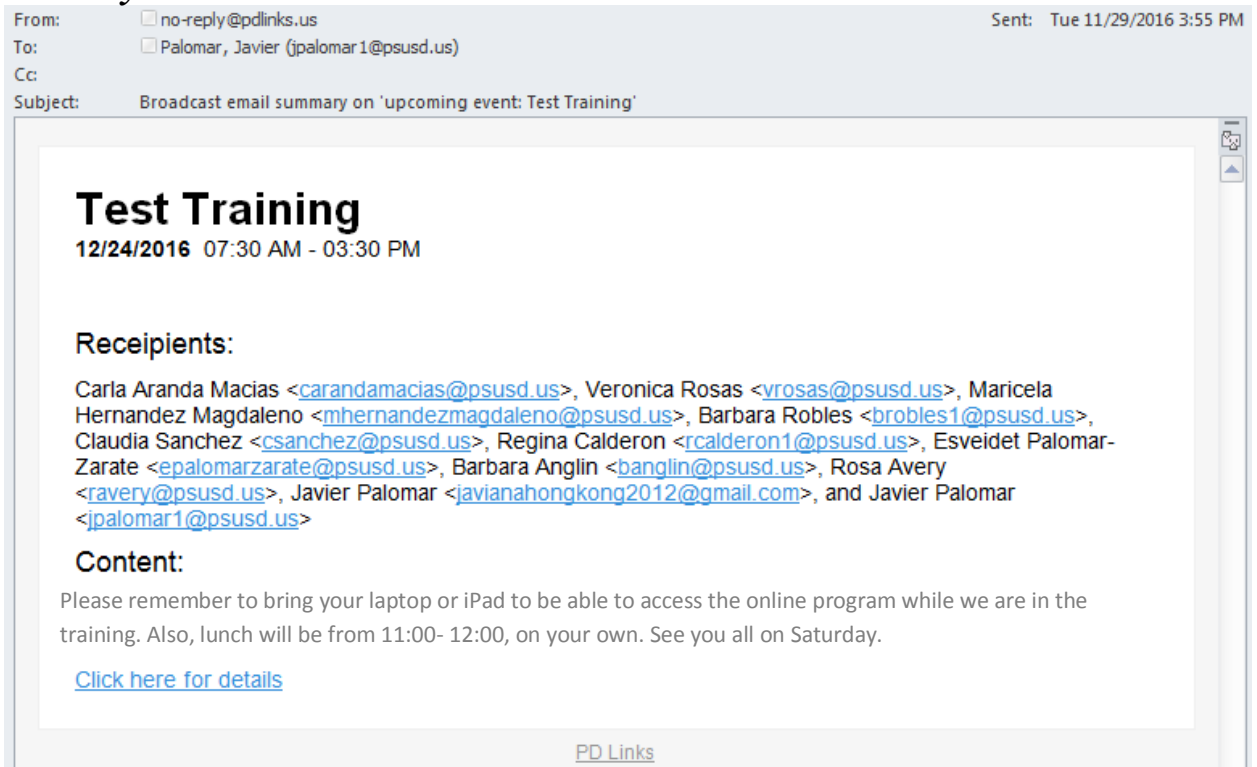 From: no-reply@pdlinks.us Sent: Tue 11/29/2016 3:55 PM
To: Palomar, Javier (jpalomar1@psusd.us)
Cc:
Subject: Broadcast email summary on 'upcoming event: Test Training'
Test Training
12/24/2016 07:30 AM - 03:30 PM
Receipients:
Carla Aranda Macias <carandamacias@psusd.us>, Veronica Rosas <vrosas@psusd.us>, Maricela
Hernandez Magdaleno <mhernandezmagdaleno@psusd.us>, Barbara Robles <brobles1@psusd.us>,
Claudia Sanchez <csanchez@psusd.us>, Regina Calderon <rcalderon1@psusd.us>, Esveidet Palomar-
Zarate <epalomarzarate@psusd.us>, Barbara Anglin <banglin@psusd.us>, Rosa Avery
<ravery@psusd.us>, Javier Palomar <javianahongkong2012@gmail.com>, and Javier Palomar
<jpalomar1@psusd.us>
Content:
Please remember to bring your laptop or iPad to be able to access the online program while we are in the
training. Also, lunch will be from 11:00- 12:00, on your own. See you all on Saturday.
Click here for details
PD Links